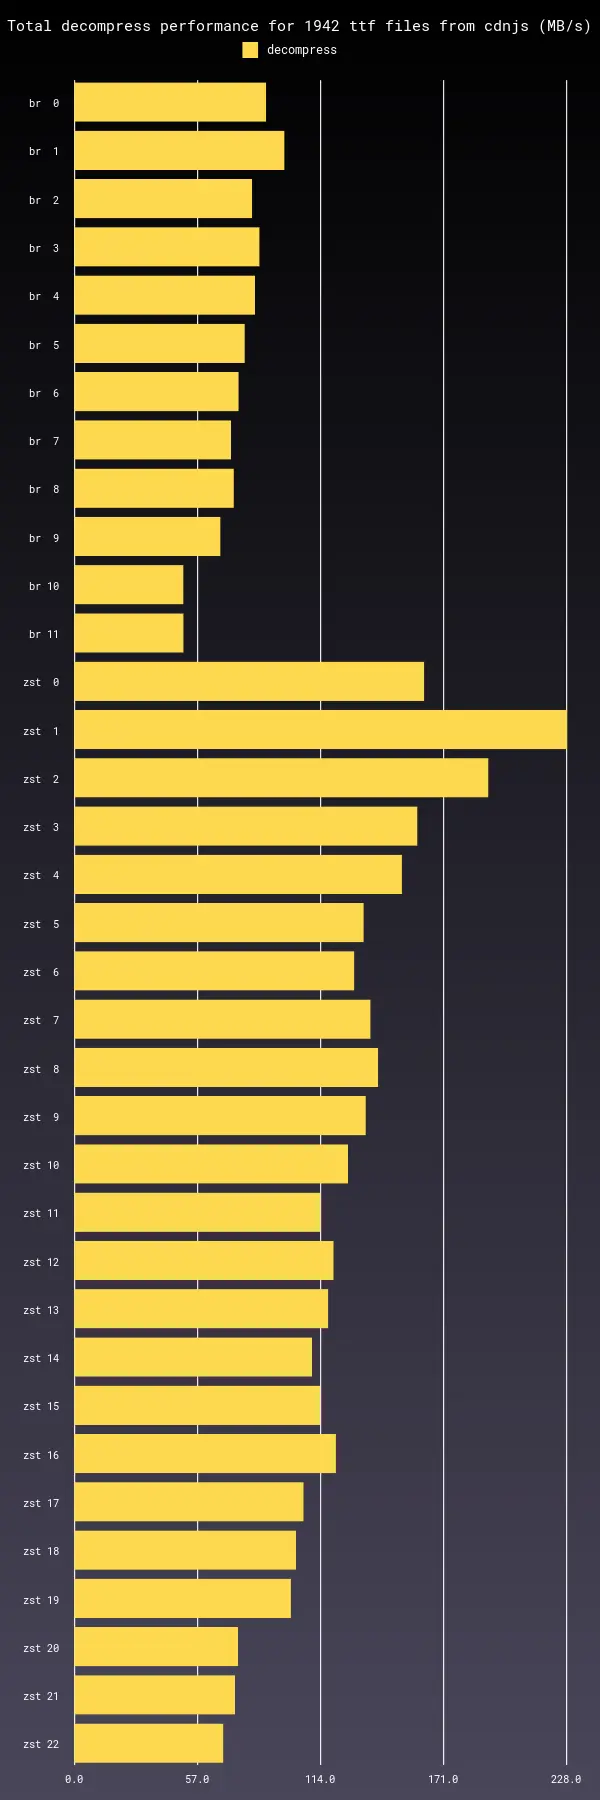 Total decompress performance for 1942 ttf files from cdnjs (MB/s)
decompress
br 0
br 1
br 2
br 3
br 4
br 5
br 6
br 7
br 8
br 9
br 10
br 11
zst 0
zst 1
zst 2
zst 3
zst 4
zst 5
zst 6
zst 7
zst 8
zst 9
zst 10
zst 11
zst 12
zst 13
zst 14
zst 15
zst 16
zst 17
zst 18
zst 19
zst 20
zst 21
zst 22
0.0 57.0 114.0 171.0 228.0